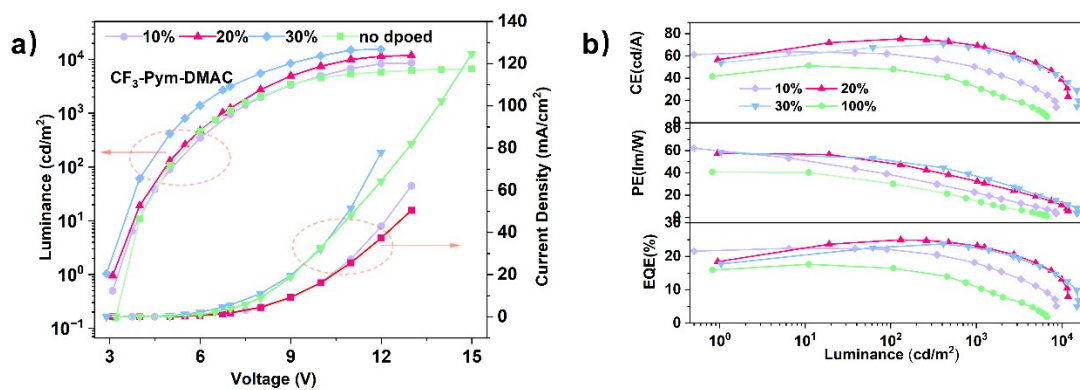 a)
10% 20% 30% no dpoed
CF₃-Pym-DMAC
Luminance (cd/m²)
10⁴
10³
10²
10¹
10⁰
10⁻¹
Current Density (mA/cm²)
140
120
100
80
60
40
20
0
3 6 9 12 15
Voltage (V)
b)
CE(cd/A)
80
60
40
20
0
10% 20%
30% 100%
PE(lm/W)
80
60
40
20
0
EQE(%)
30
20
10
0
10⁰ 10¹ 10² 10³ 10⁴
Luminance (cd/m²)